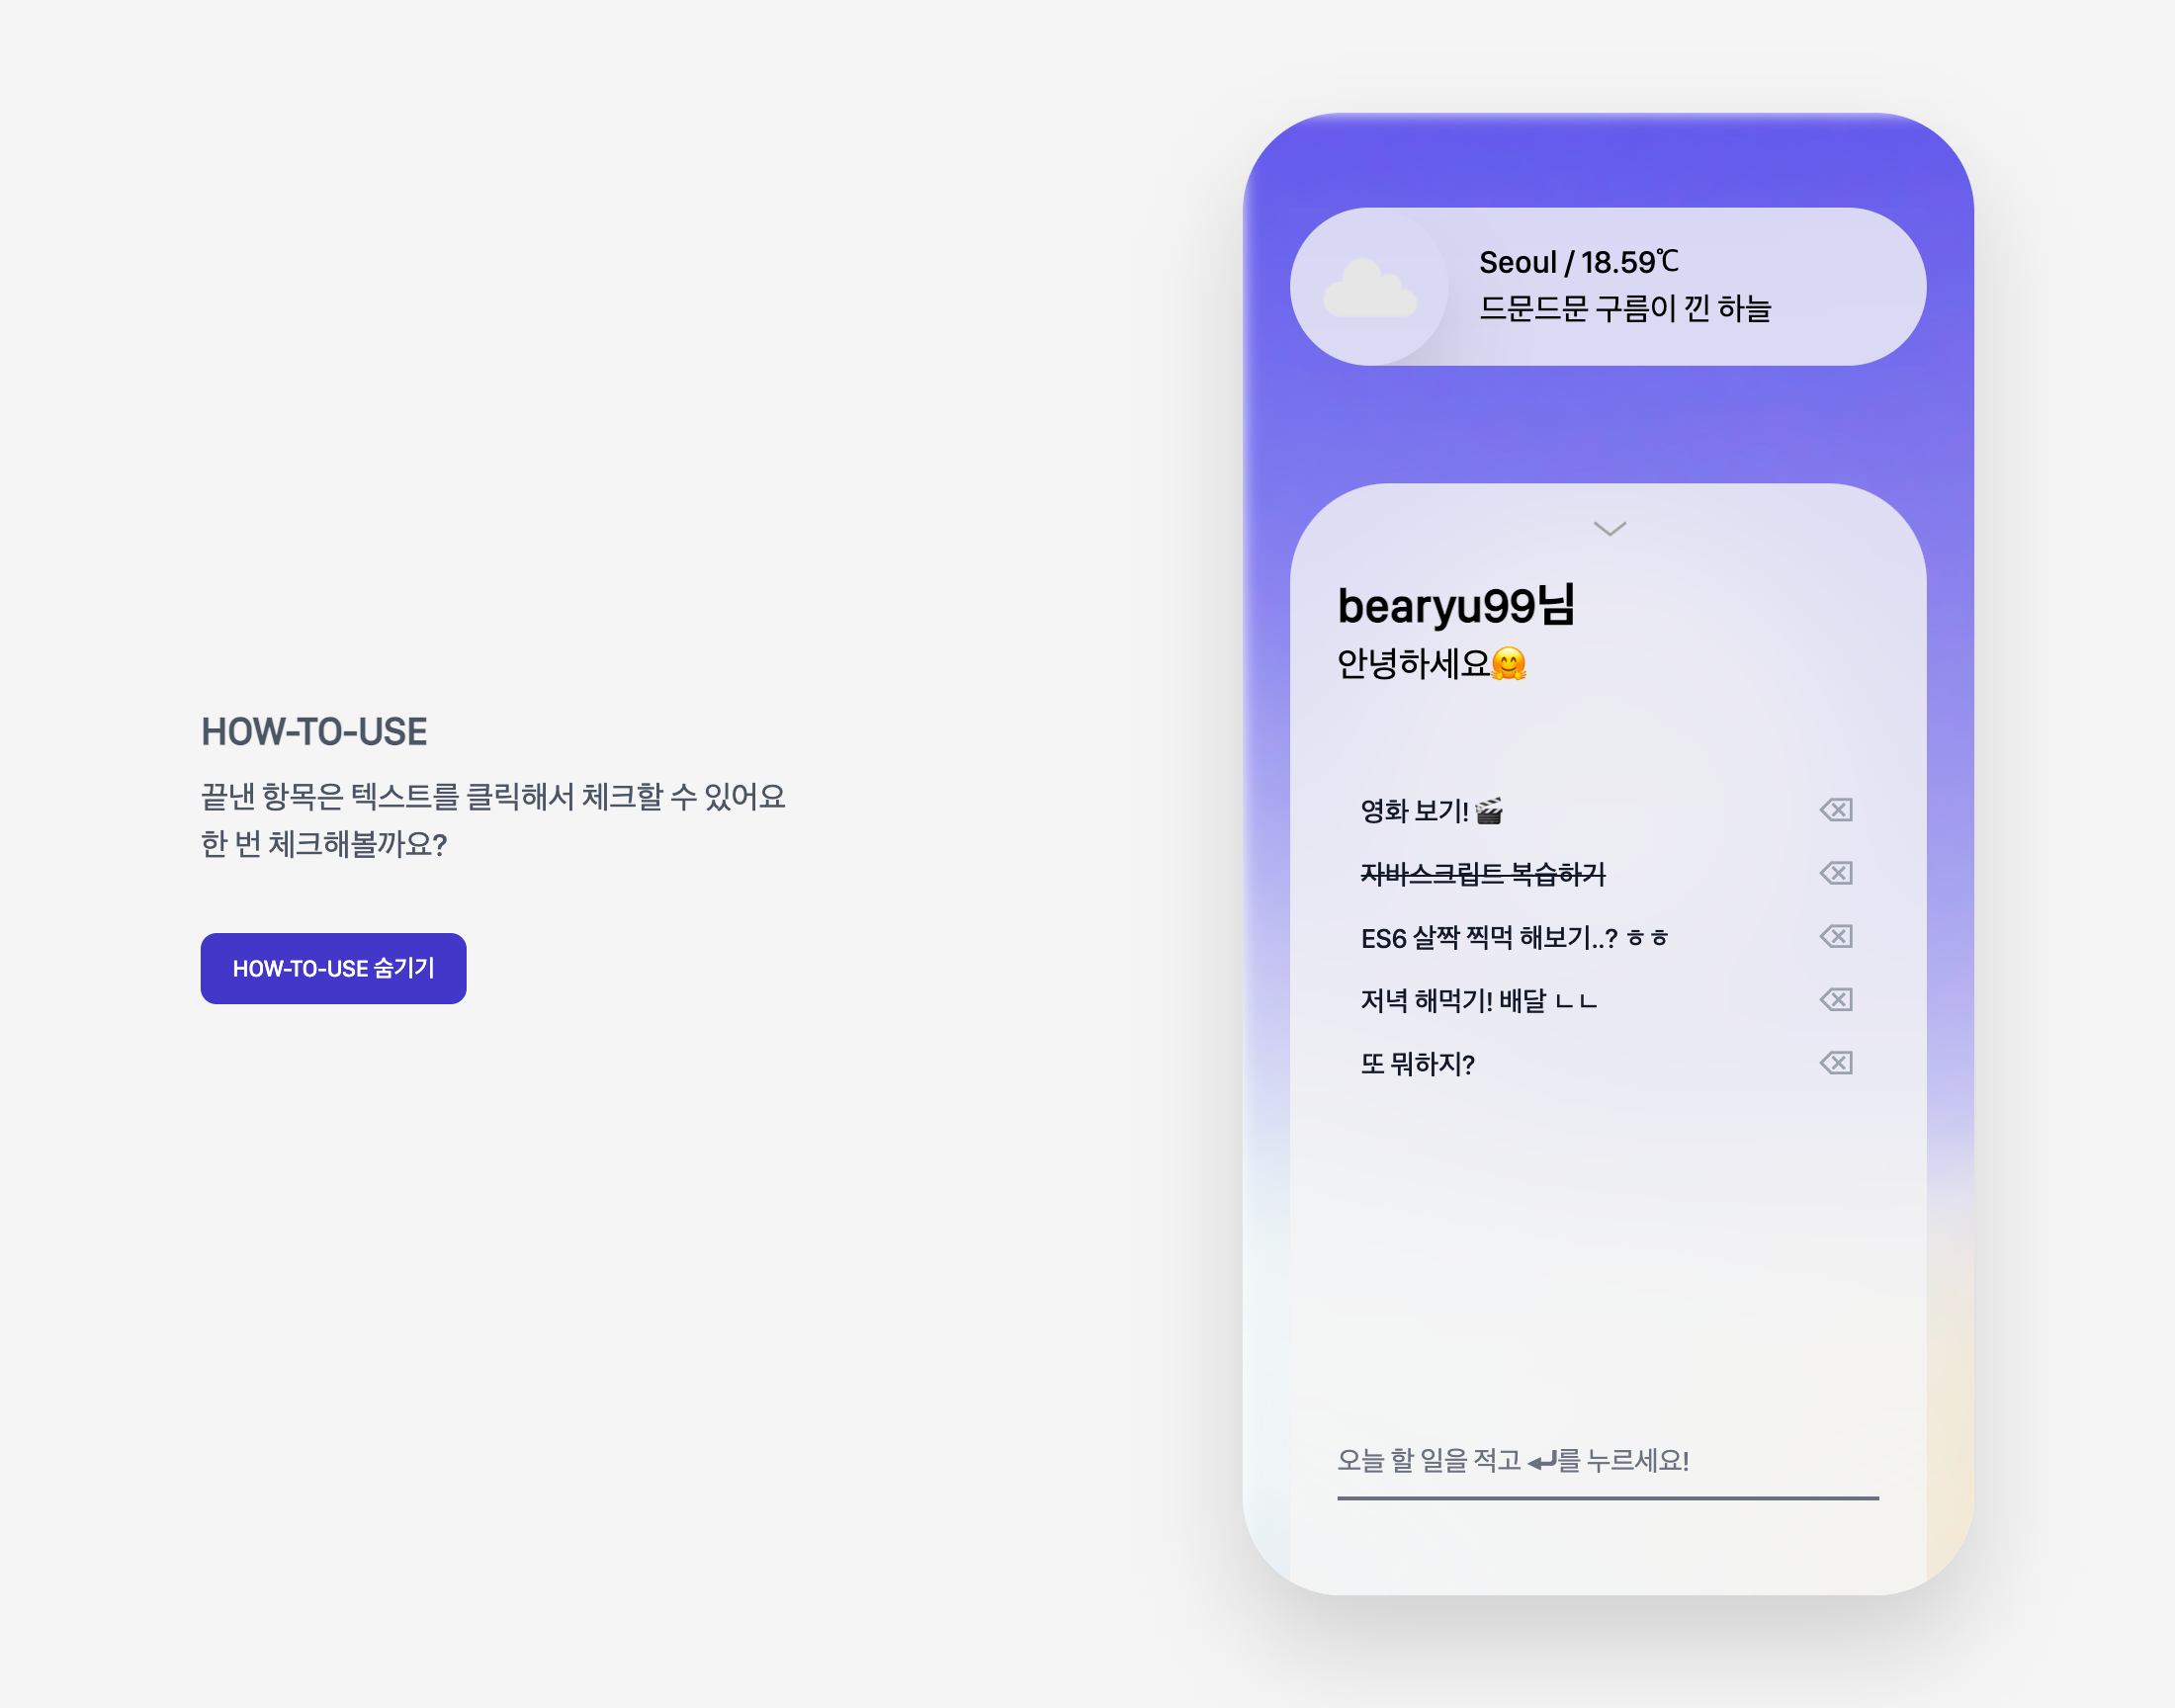 HOW-TO-USE
끝낸 항목은 텍스트를 클릭해서 체크할 수 있어요
한 번 체크해볼까요?
HOW-TO-USE 숨기기
Seoul / 18.59℃
드문드문 구름이 낀 하늘
bearyu99님
안녕하세요🤗
영화 보기! 🎬
자바스크립트 복습하기
ES6 살짝 찍먹 해보기..? ㅎㅎ
저녁 해먹기! 배달 ㄴㄴ
또 뭐하지?
오늘 할 일을 적고 ⮐를 누르세요!